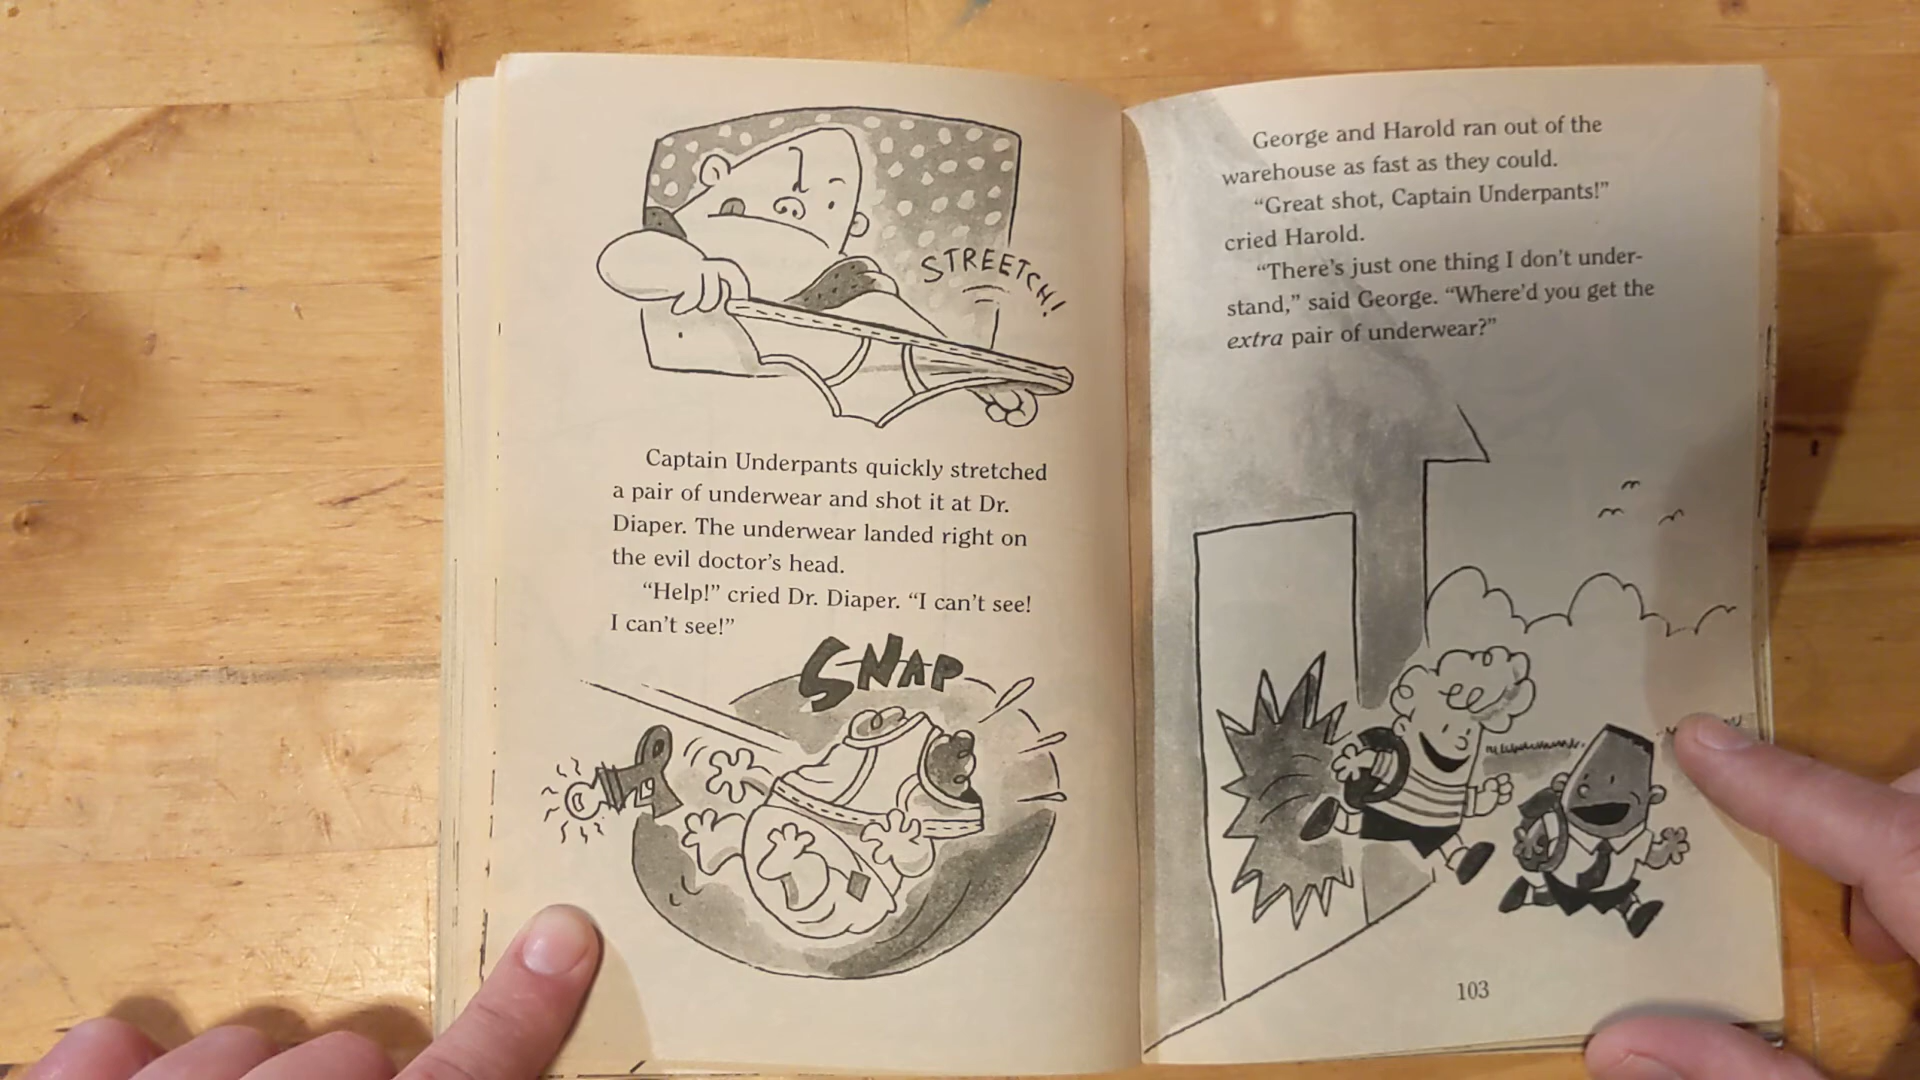 STREETCH!
Captain Underpants quickly stretched
a pair of underwear and shot it at Dr.
Diaper. The underwear landed right on
the evil doctor's head.
"Help!" cried Dr. Diaper. "I can't see!
I can't see!"
SNAP
George and Harold ran out of the
warehouse as fast as they could.
"Great shot, Captain Underpants!"
cried Harold.
"There's just one thing I don't under-
stand," said George. "Where'd you get the
extra pair of underwear?"
103